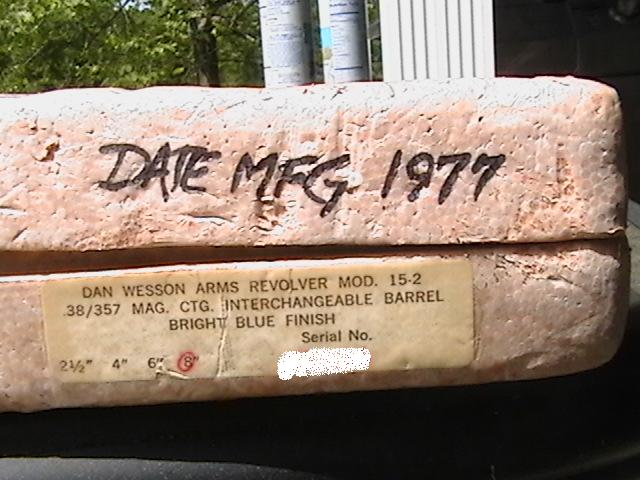 DATE MFG 1977
DAN WESSON ARMS REVOLVER MOD. 15-2
.38/357 MAG. CTG. INTERCHANGEABLE BARREL
BRIGHT BLUE FINISH
Serial No.
2½" 4" 6" 8"